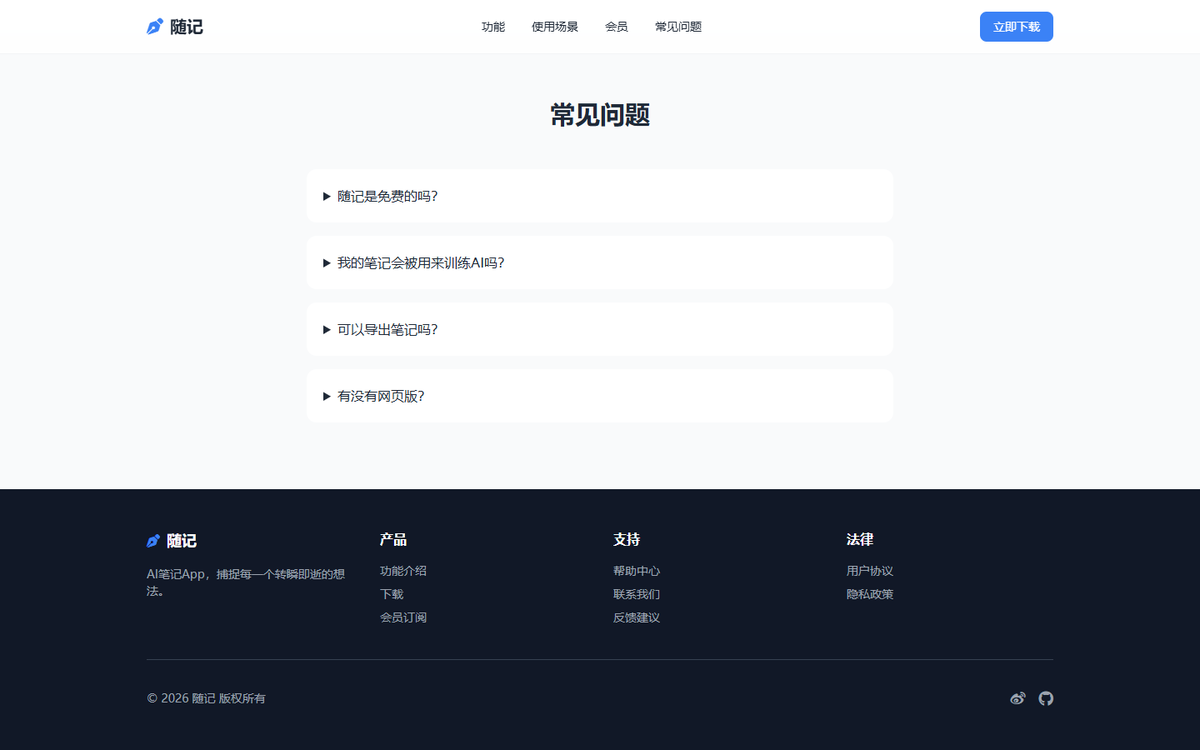 随记
功能
使用场景
会员
常见问题
立即下载
常见问题
随记是免费的吗？
我的笔记会被用来训练AI吗？
可以导出笔记吗？
有没有网页版？
随记
AI笔记App，捕捉每一个转瞬即逝的想
法。
产品
功能介绍
下载
会员订阅
支持
帮助中心
联系我们
反馈建议
法律
用户协议
隐私政策
© 2026 随记 版权所有